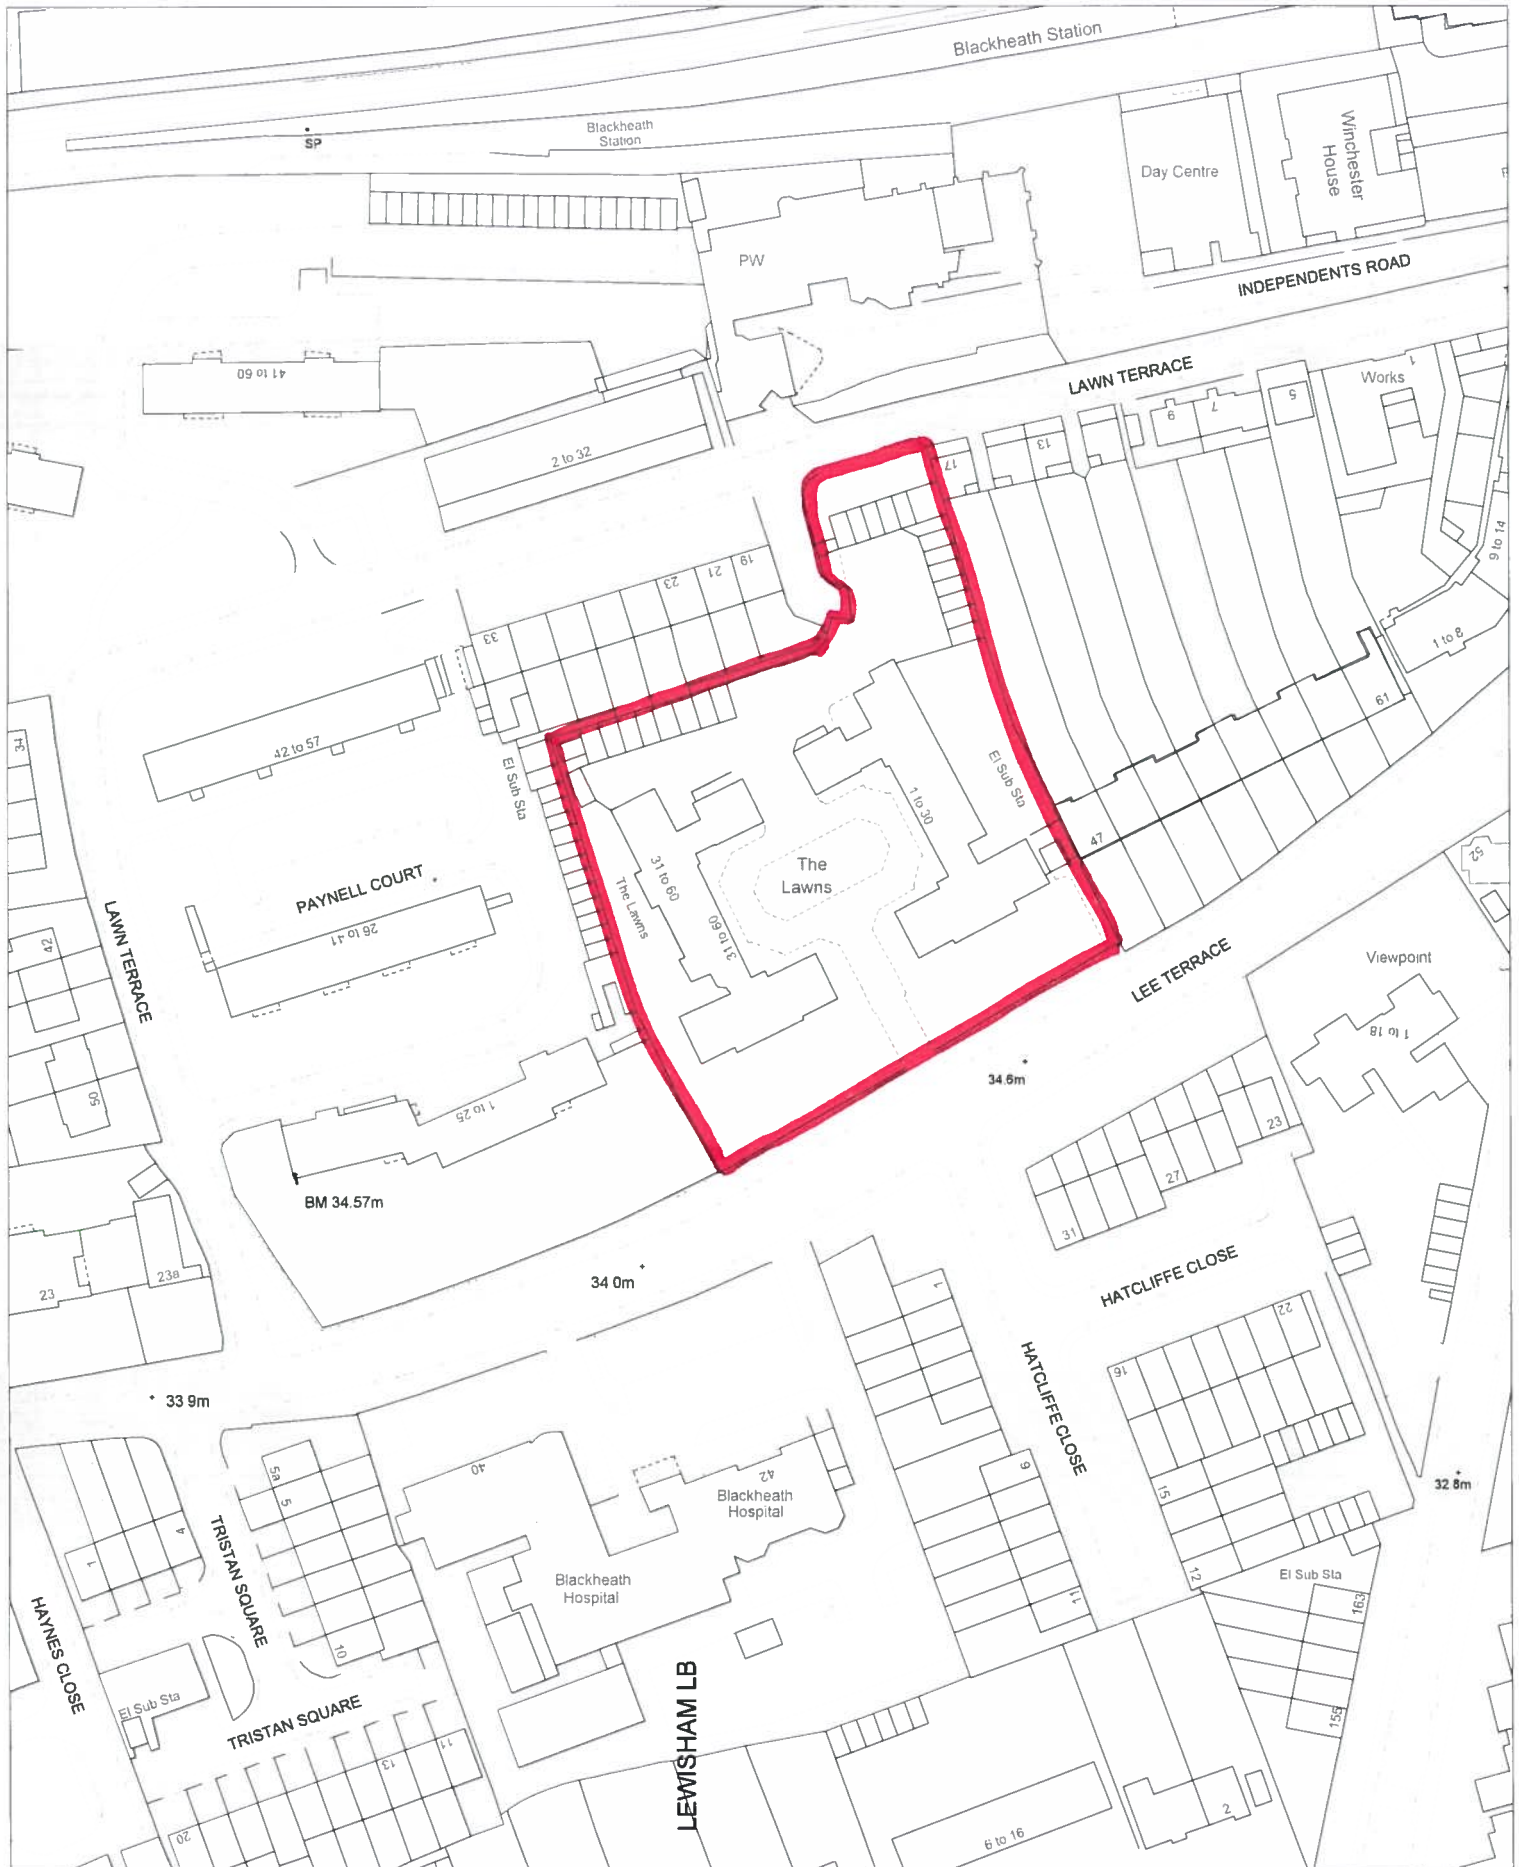 Blackheath Station
Blackheath
Station
SP
Day Centre
Winchester
House
PW
INDEPENDENTS ROAD
LAWN TERRACE
41 to 60
2 to 32
Works
1
5
7
9
13
17
9 to 14
1 to 8
19
21
23
33
42 to 57
El Sub Sta
34
61
47
El Sub Sta
1 to 30
The
Lawns
31 to 60
31 to 60
The Lawns
PAYNELL COURT
26 to 41
LAWN TERRACE
42
50
52
Viewpoint
1 to 18
LEE TERRACE
34.6m
1 to 25
BM 34.57m
23
27
31
23
23a
34 0m
HATCLIFFE CLOSE
1
22
16
HATCLIFFE CLOSE
33 9m
32 8m
5a
5
40
42
Blackheath
Hospital
9
15
4
1
TRISTAN SQUARE
Blackheath
Hospital
11
12
El Sub Sta
163
HAYNES CLOSE
10
El Sub Sta
TRISTAN SQUARE
LEWISHAM LB
155
11
13
20
6 to 16
2